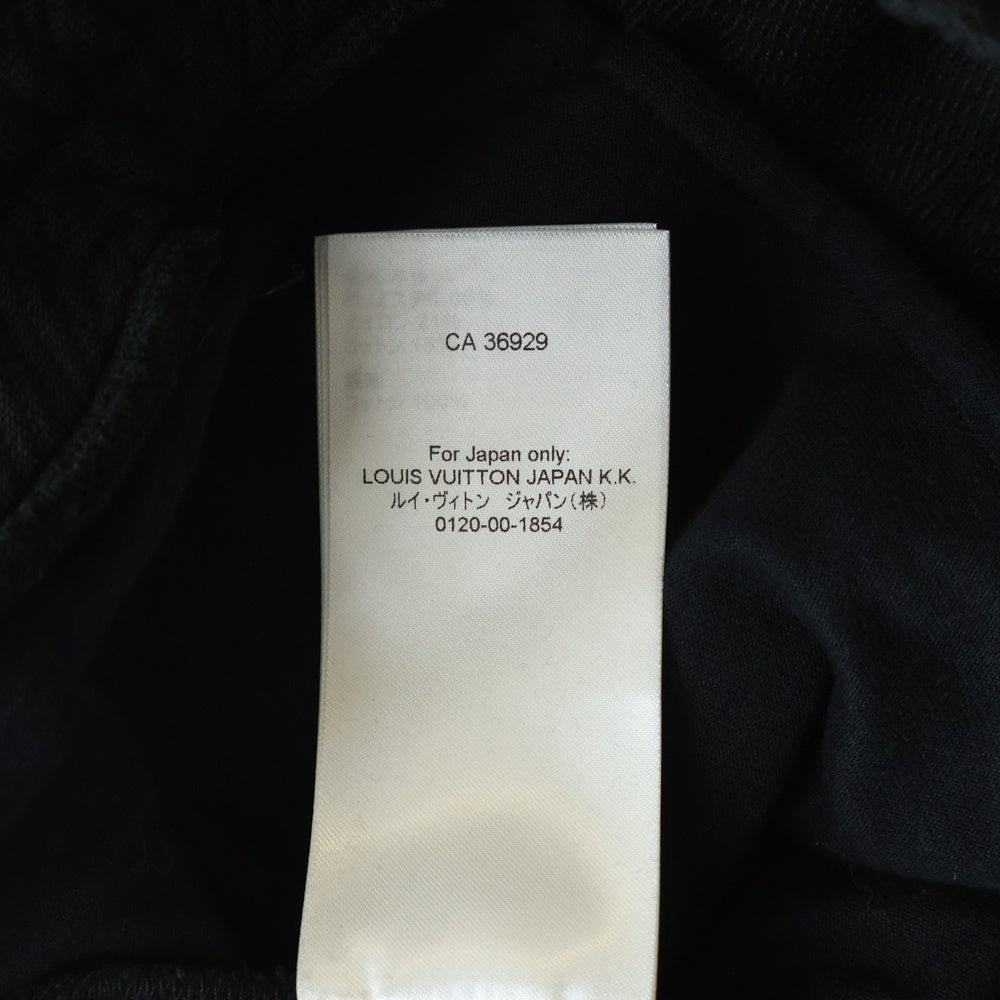 CA 36929
For Japan only:
LOUIS VUITTON JAPAN K.K.
ルイ・ヴィトン ジャパン(株)
0120-00-1854